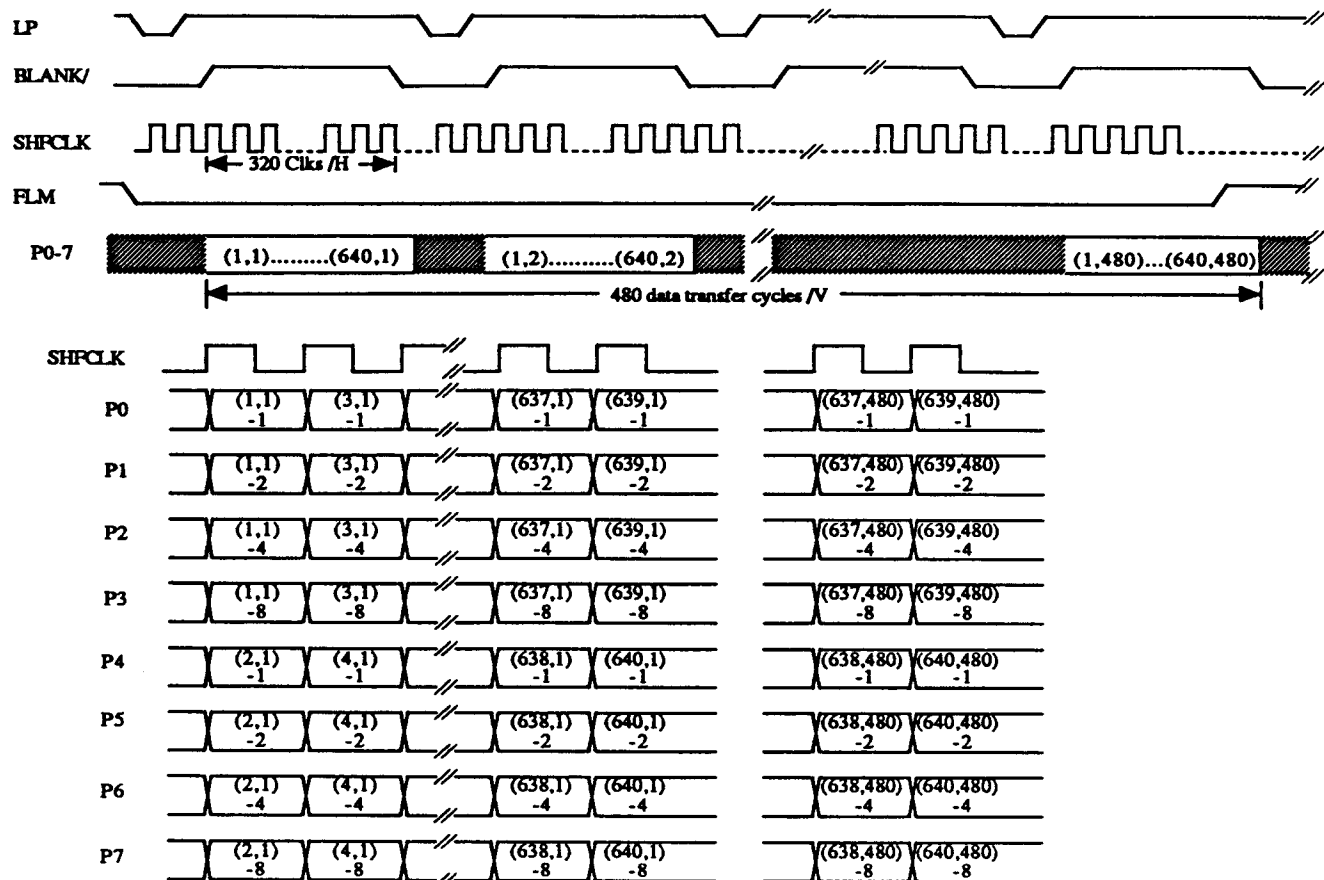 LP
BLANK/
SHFCLK
320 Clks /H
FLM
P0-7
(1,1).........(640,1)
(1,2)..........(640,2)
(1,480)...(640,480)
480 data transfer cycles /V
SHFCLK
P0
(1,1) (3,1) (637,1) (639,1) (637,480) (639,480)
-1 -1 -1 -1 -1 -1
P1
(1,1) (3,1) (637,1) (639,1) (637,480) (639,480)
-2 -2 -2 -2 -2 -2
P2
(1,1) (3,1) (637,1) (639,1) (637,480) (639,480)
-4 -4 -4 -4 -4 -4
P3
(1,1) (3,1) (637,1) (639,1) (637,480) (639,480)
-8 -8 -8 -8 -8 -8
P4
(2,1) (4,1) (638,1) (640,1) (638,480) (640,480)
-1 -1 -1 -1 -1 -1
P5
(2,1) (4,1) (638,1) (640,1) (638,480) (640,480)
-2 -2 -2 -2 -2 -2
P6
(2,1) (4,1) (638,1) (640,1) (638,480) (640,480)
-4 -4 -4 -4 -4 -4
P7
(2,1) (4,1) (638,1) (640,1) (638,480) (640,480)
-8 -8 -8 -8 -8 -8